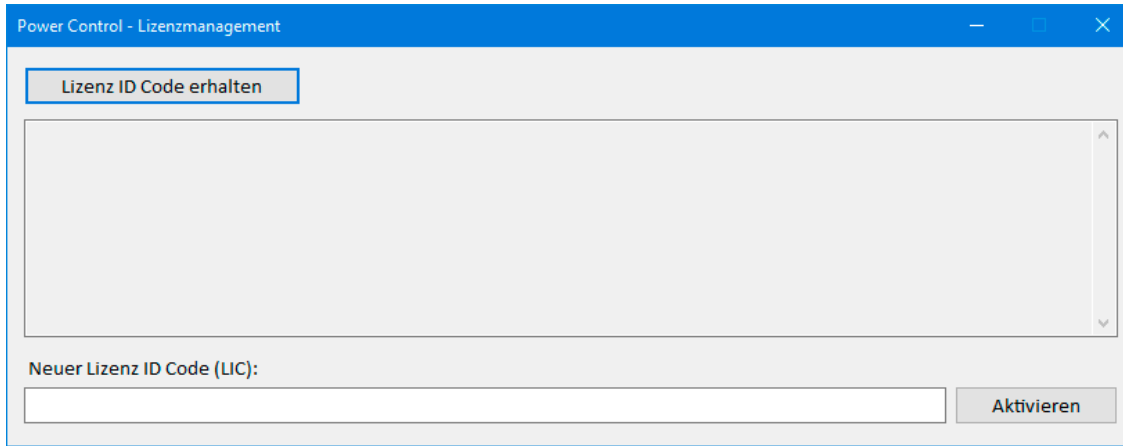 Power Control - Lizenzmanagement
Lizenz ID Code erhalten
Neuer Lizenz ID Code (LIC):
Aktivieren